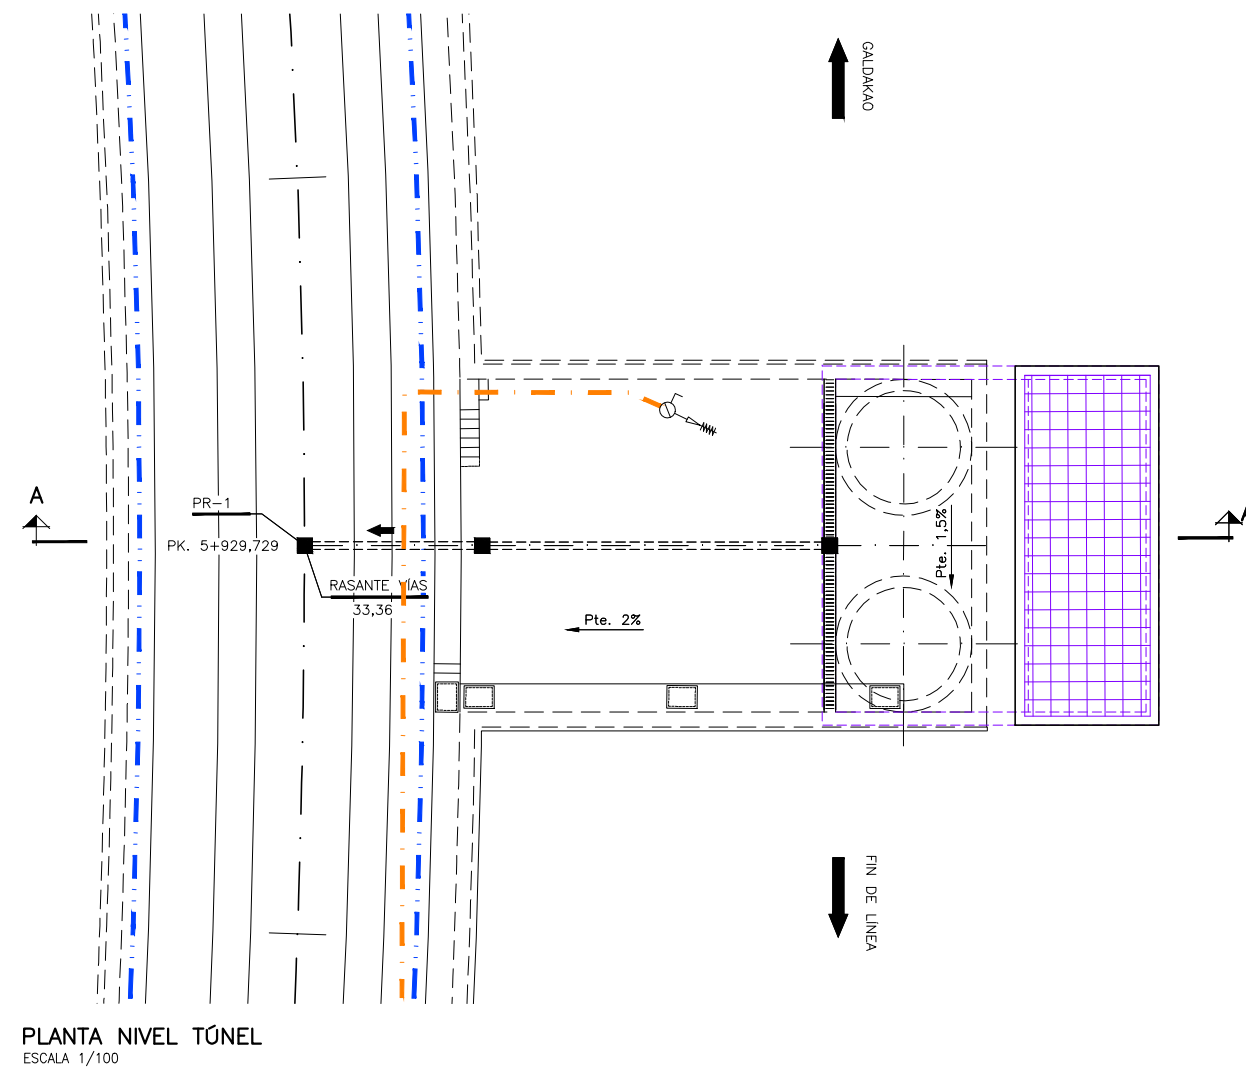 GALDAKAO
A
A
PR-1
PK. 5+929,729
RASANTE VÍAS
33,36
Pte. 1,5%
Pte. 2%
FIN DE LÍNEA
PLANTA NIVEL TÚNEL
ESCALA 1/100